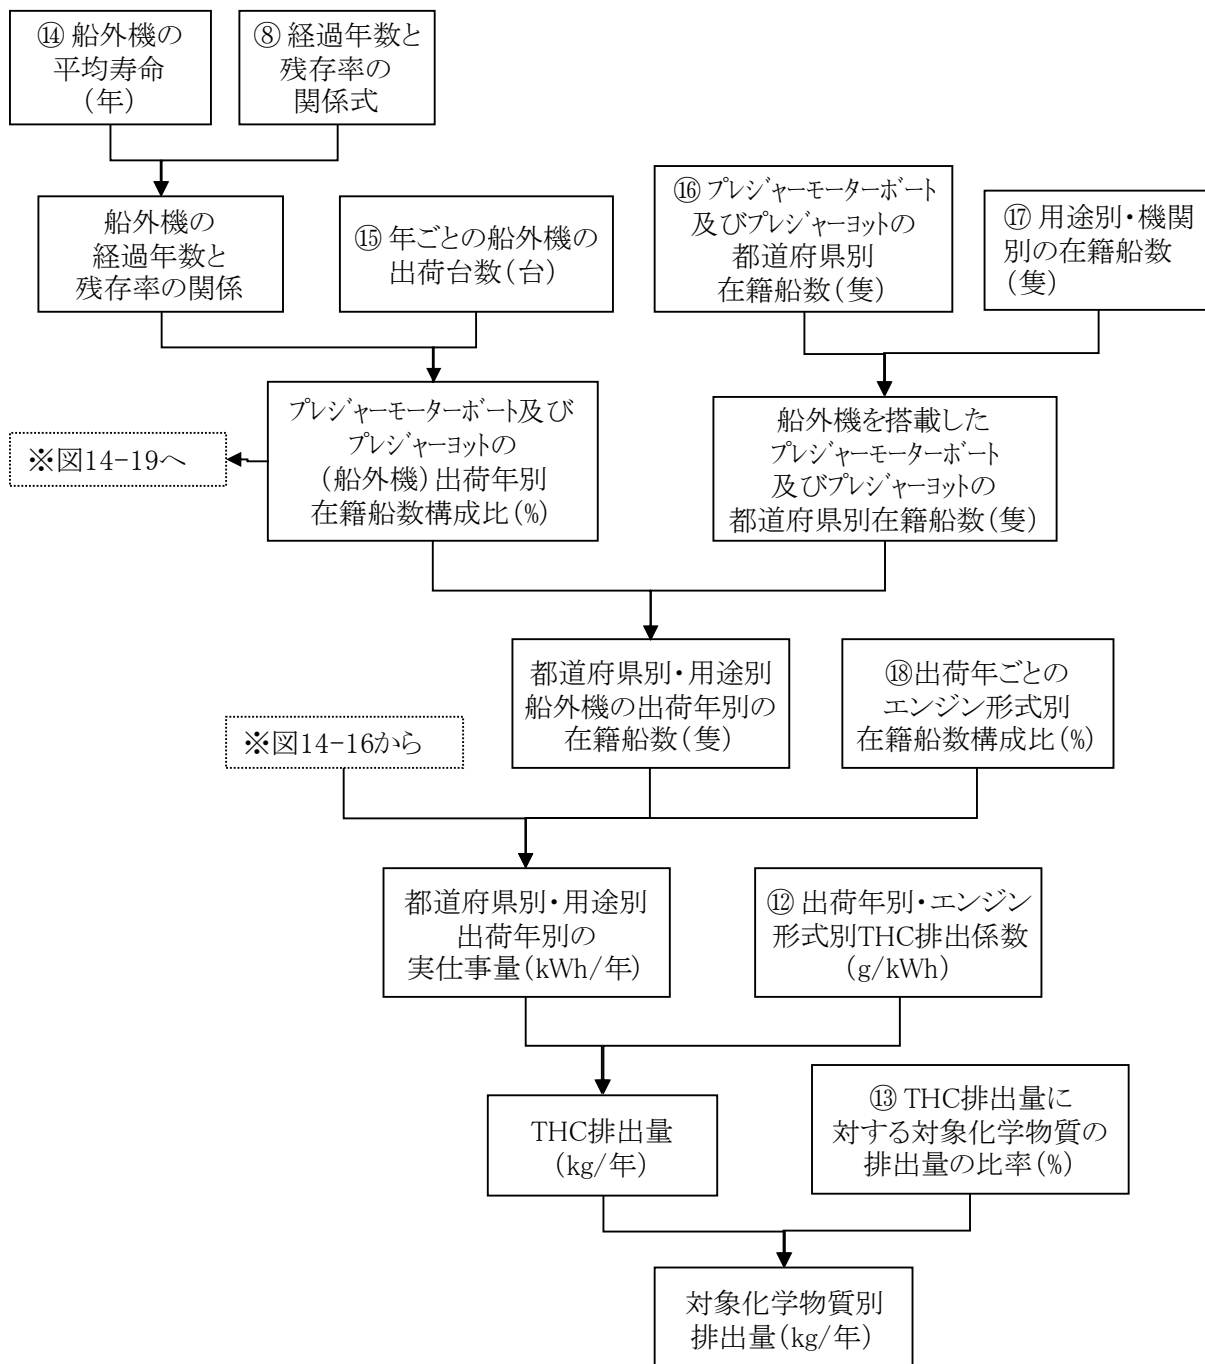 ⑭ 船外機の
平均寿命
(年)
⑧ 経過年数と
残存率の
関係式
船外機の
経過年数と
残存率の関係
⑮ 年ごとの船外機の
出荷台数(台)
⑯ プレジャーモーターボート
及びプレジャーヨットの
都道府県別
在籍船数(隻)
⑰ 用途別・機関
別の在籍船数
(隻)
※図14-19へ
プレジャーモーターボート及び
プレジャーヨットの
(船外機)出荷年別
在籍船数構成比(%)
船外機を搭載した
プレジャーモーターボート
及びプレジャーヨットの
都道府県別在籍船数(隻)
※図14-16から
都道府県別・用途別
船外機の出荷年別の
在籍船数(隻)
⑱出荷年ごとの
エンジン形式別
在籍船数構成比(%)
都道府県別・用途別
出荷年別の
実仕事量(kWh/年)
⑫ 出荷年別・エンジン
形式別THC排出係数
(g/kWh)
THC排出量
(kg/年)
⑬ THC排出量に
対する対象化学物質の
排出量の比率(%)
対象化学物質別
排出量(kg/年)